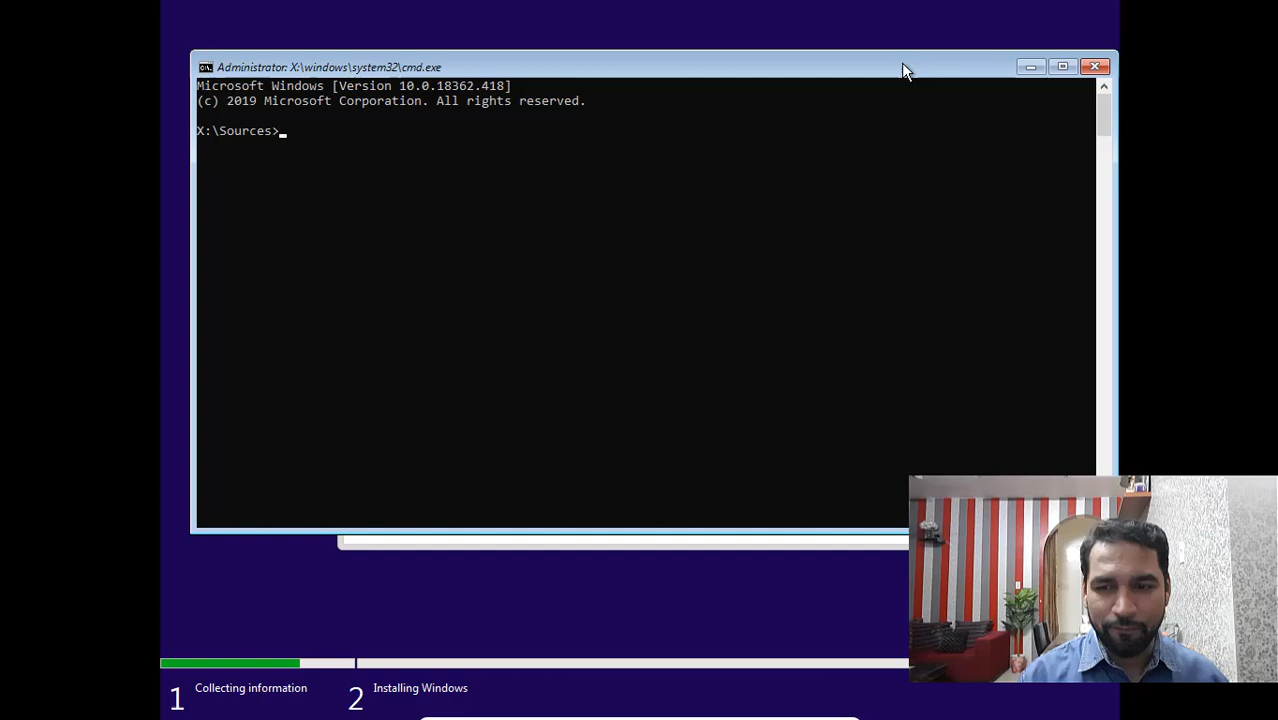 Administrator: X:\windows\system32\cmd.exe
Microsoft Windows [Version 10.0.18362.418]
(c) 2019 Microsoft Corporation. All rights reserved.
X:\Sources>
1 Collecting information
2 Installing Windows